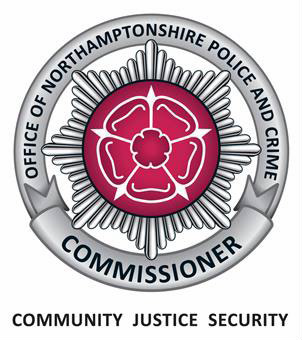 OFFICE OF NORTHAMPTONSHIRE POLICE AND CRIME
COMMISSIONER
COMMUNITY JUSTICE SECURITY